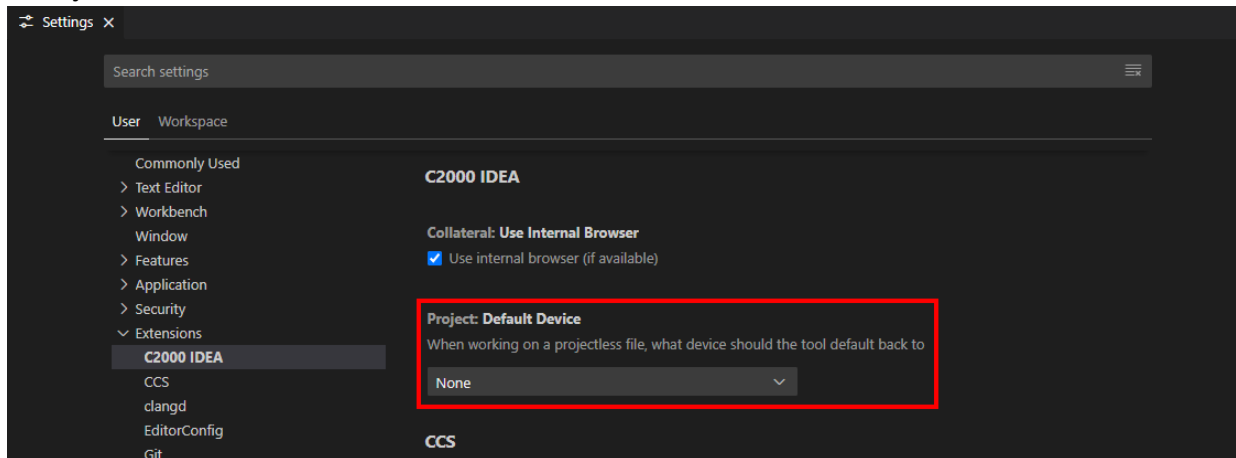 Settings
Search settings
User Workspace
Commonly Used
Text Editor
Workbench
Window
Features
Application
Security
Extensions
C2000 IDEA
CCS
clangd
EditorConfig
Git
C2000 IDEA
Collateral: Use Internal Browser
Use internal browser (if available)
Project: Default Device
When working on a projectless file, what device should the tool default back to
None
CCS